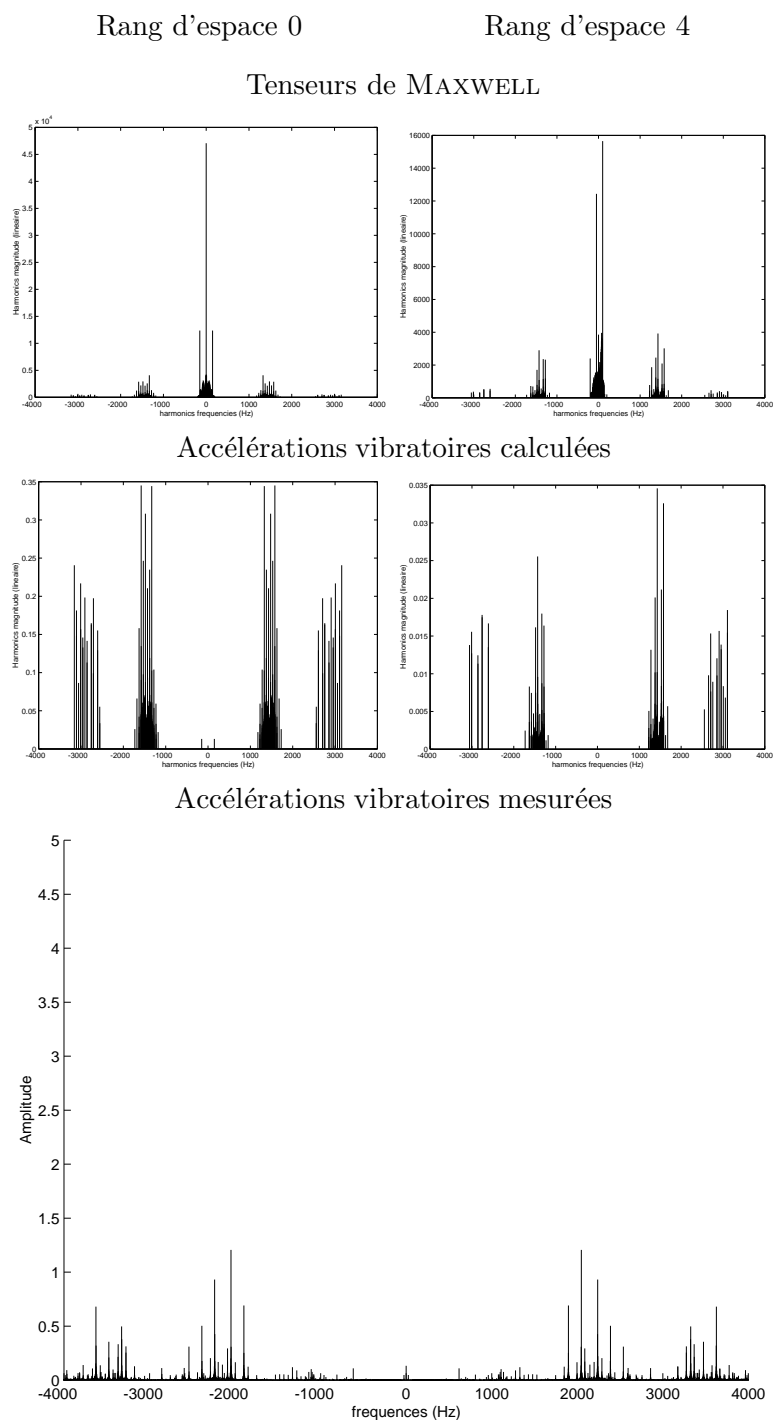 Rang d'espace 0 Rang d'espace 4
Tenseurs de MAXWELL
x 10⁴
5
4.5
4
3.5
3
2.5
2
1.5
1
0.5
0
Harmonics magnitude (lineaire)
-4000 -3000 -2000 -1000 0 1000 2000 3000 4000
harmonics frequencies (Hz)
16000
14000
12000
10000
8000
6000
4000
2000
0
Harmonics magnitude (lineaire)
-4000 -3000 -2000 -1000 0 1000 2000 3000 4000
harmonics frequencies (Hz)
Accélérations vibratoires calculées
0.35
0.3
0.25
0.2
0.15
0.1
0.05
0
Harmonics magnitude (lineaire)
-4000 -3000 -2000 -1000 0 1000 2000 3000 4000
harmonics frequencies (Hz)
0.035
0.03
0.025
0.02
0.015
0.01
0.005
0
Harmonics magnitude (lineaire)
-4000 -3000 -2000 -1000 0 1000 2000 3000 4000
harmonics frequencies (Hz)
Accélérations vibratoires mesurées
5
4.5
4
3.5
3
2.5
2
1.5
1
0.5
0
Amplitude
-4000 -3000 -2000 -1000 0 1000 2000 3000 4000
frequences (Hz)